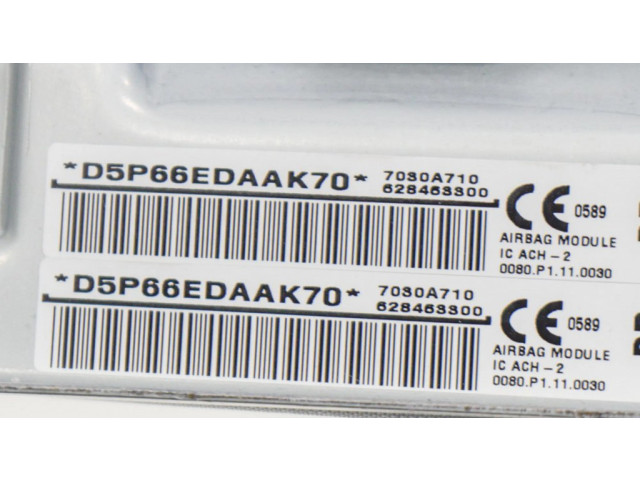 *D5P66EDAAK70* 7030A710
628463300
CE 0589
AIRBAG MODULE
IC ACH-2
0080.P1.11.0030
*D5P66EDAAK70* 7030A710
628463300
CE 0589
AIRBAG MODULE
IC ACH-2
0080.P1.11.0030